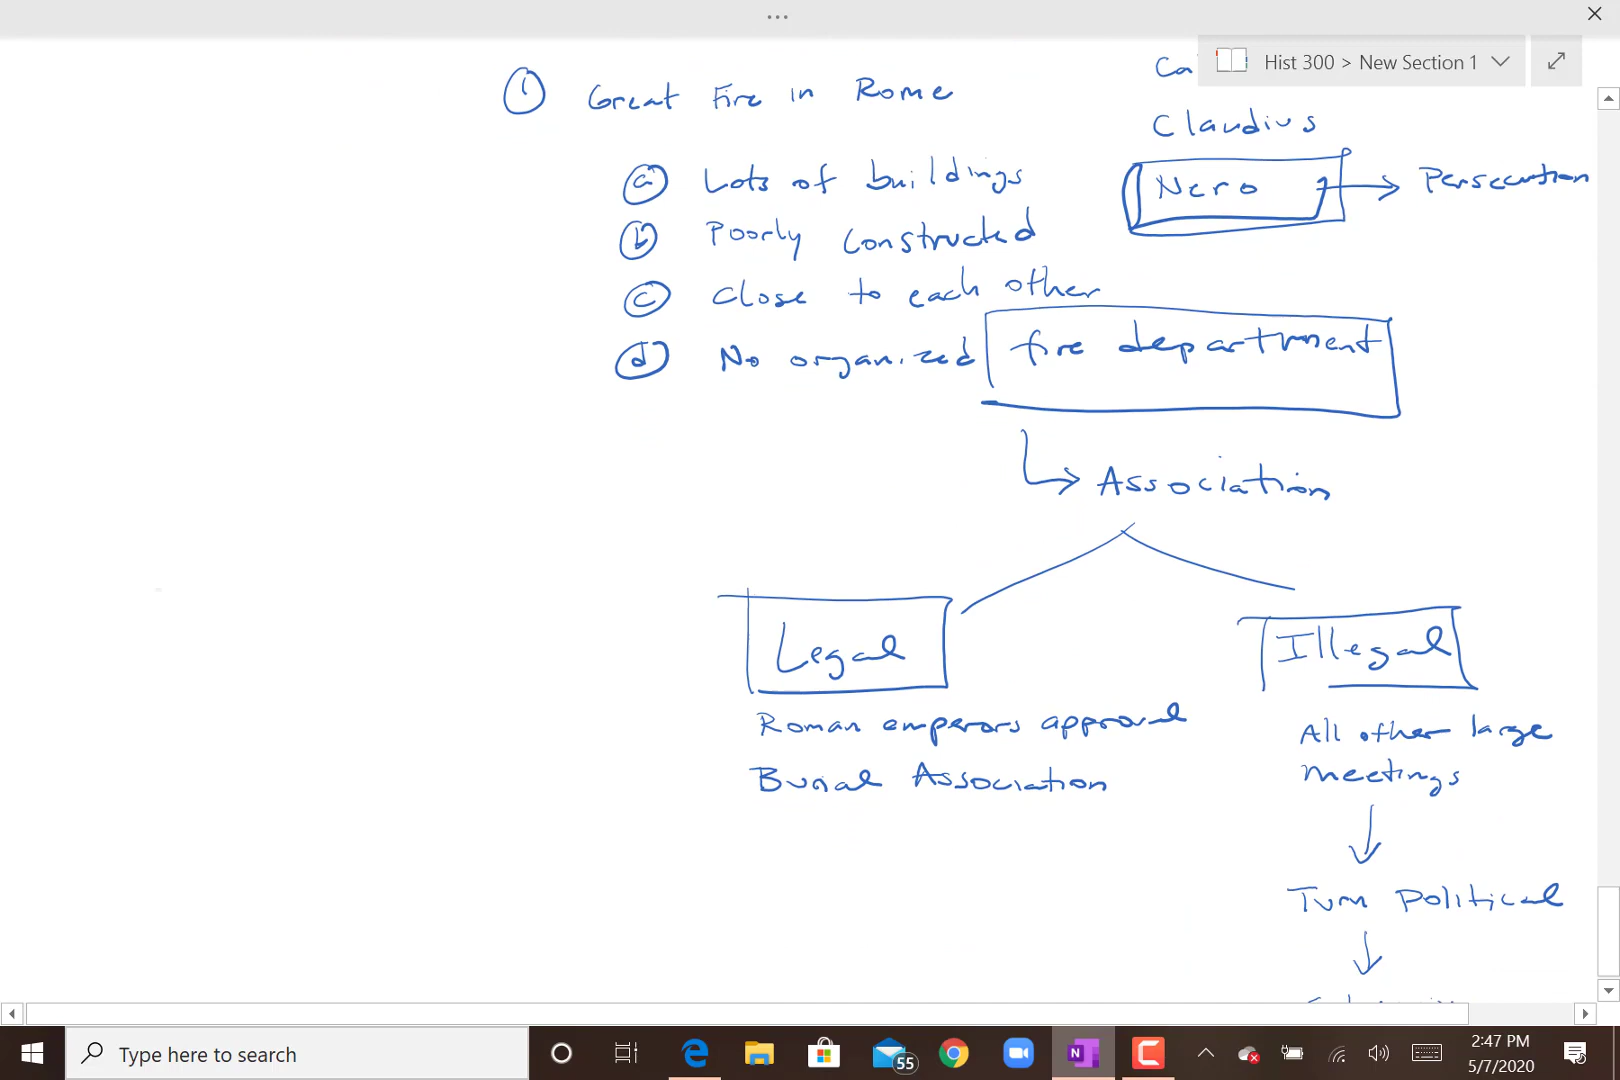 Hist 300 > New Section 1
① Great Fire in Rome
Ca
Claudius
Nero → Persecution
ⓐ Lots of buildings
ⓑ Poorly constructed
ⓒ Close to each other
ⓓ No organized fire department
→ Association
Legal
Illegal
Roman emperors approval
Burial Association
All other large
meetings
↓
Turn Political
↓
Type here to search
55
2:47 PM
5/7/2020